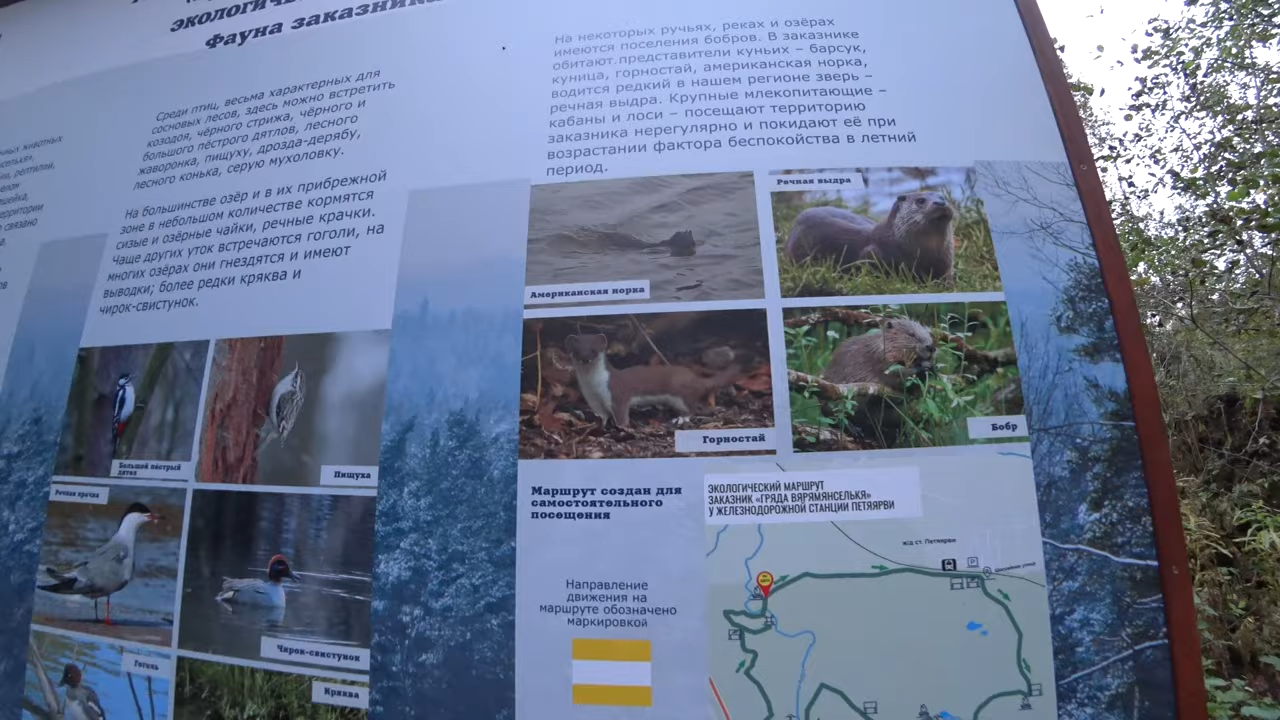 экологичес
Фауна заказника
Среди птиц, весьма характерных для
сосновых лесов, здесь можно встретить
козодоя, чёрного стрижа, чёрного и
большого пёстрого дятлов, лесного
жаворонка, пищуху, дрозда-дерябу,
лесного конька, серую мухоловку.
На большинстве озёр и в их прибрежной
зоне в небольшом количестве кормятся
сизые и озёрные чайки, речные крачки.
Чаще других уток встречаются гоголи, на
многих озёрах они гнездятся и имеют
выводки; более редки кряква и
чирок-свистунок.
На некоторых ручьях, реках и озёрах
имеются поселения бобров. В заказнике
обитают представители куньих – барсук,
куница, горностай, американская норка,
водится редкий в нашем регионе зверь –
речная выдра. Крупные млекопитающие –
кабаны и лоси – посещают территорию
заказника нерегулярно и покидают её при
возрастании фактора беспокойства в летний
период.
Большой пёстрый
дятел
Пищуха
Речная крачка
Чирок-свистунок
Гоголь
Кряква
Американская норка
Речная выдра
Горностай
Бобр
Маршрут создан для
самостоятельного
посещения
Направление
движения на
маршруте обозначено
маркировкой
ЭКОЛОГИЧЕСКИЙ МАРШРУТ
ЗАКАЗНИК «ГРЯДА ВЯРЯМЯНСЕЛЬКЯ»
У ЖЕЛЕЗНОДОРОЖНОЙ СТАНЦИИ ПЕТЯЯРВИ
ж/д ст. Петяярви
P